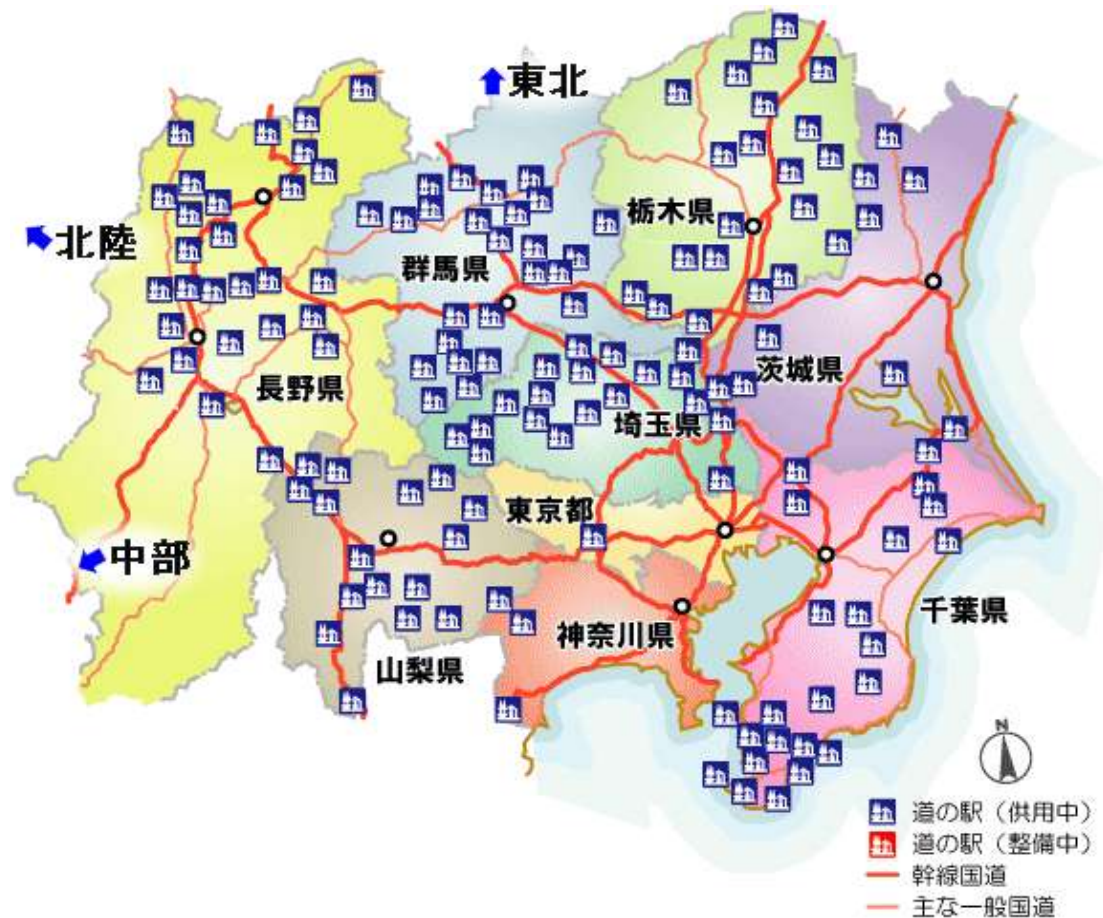 東北
北陸
栃木県
群馬県
茨城県
長野県
埼玉県
東京都
中部
千葉県
神奈川県
山梨県
N
道の駅（供用中）
道の駅（整備中）
幹線国道
主な一般国道